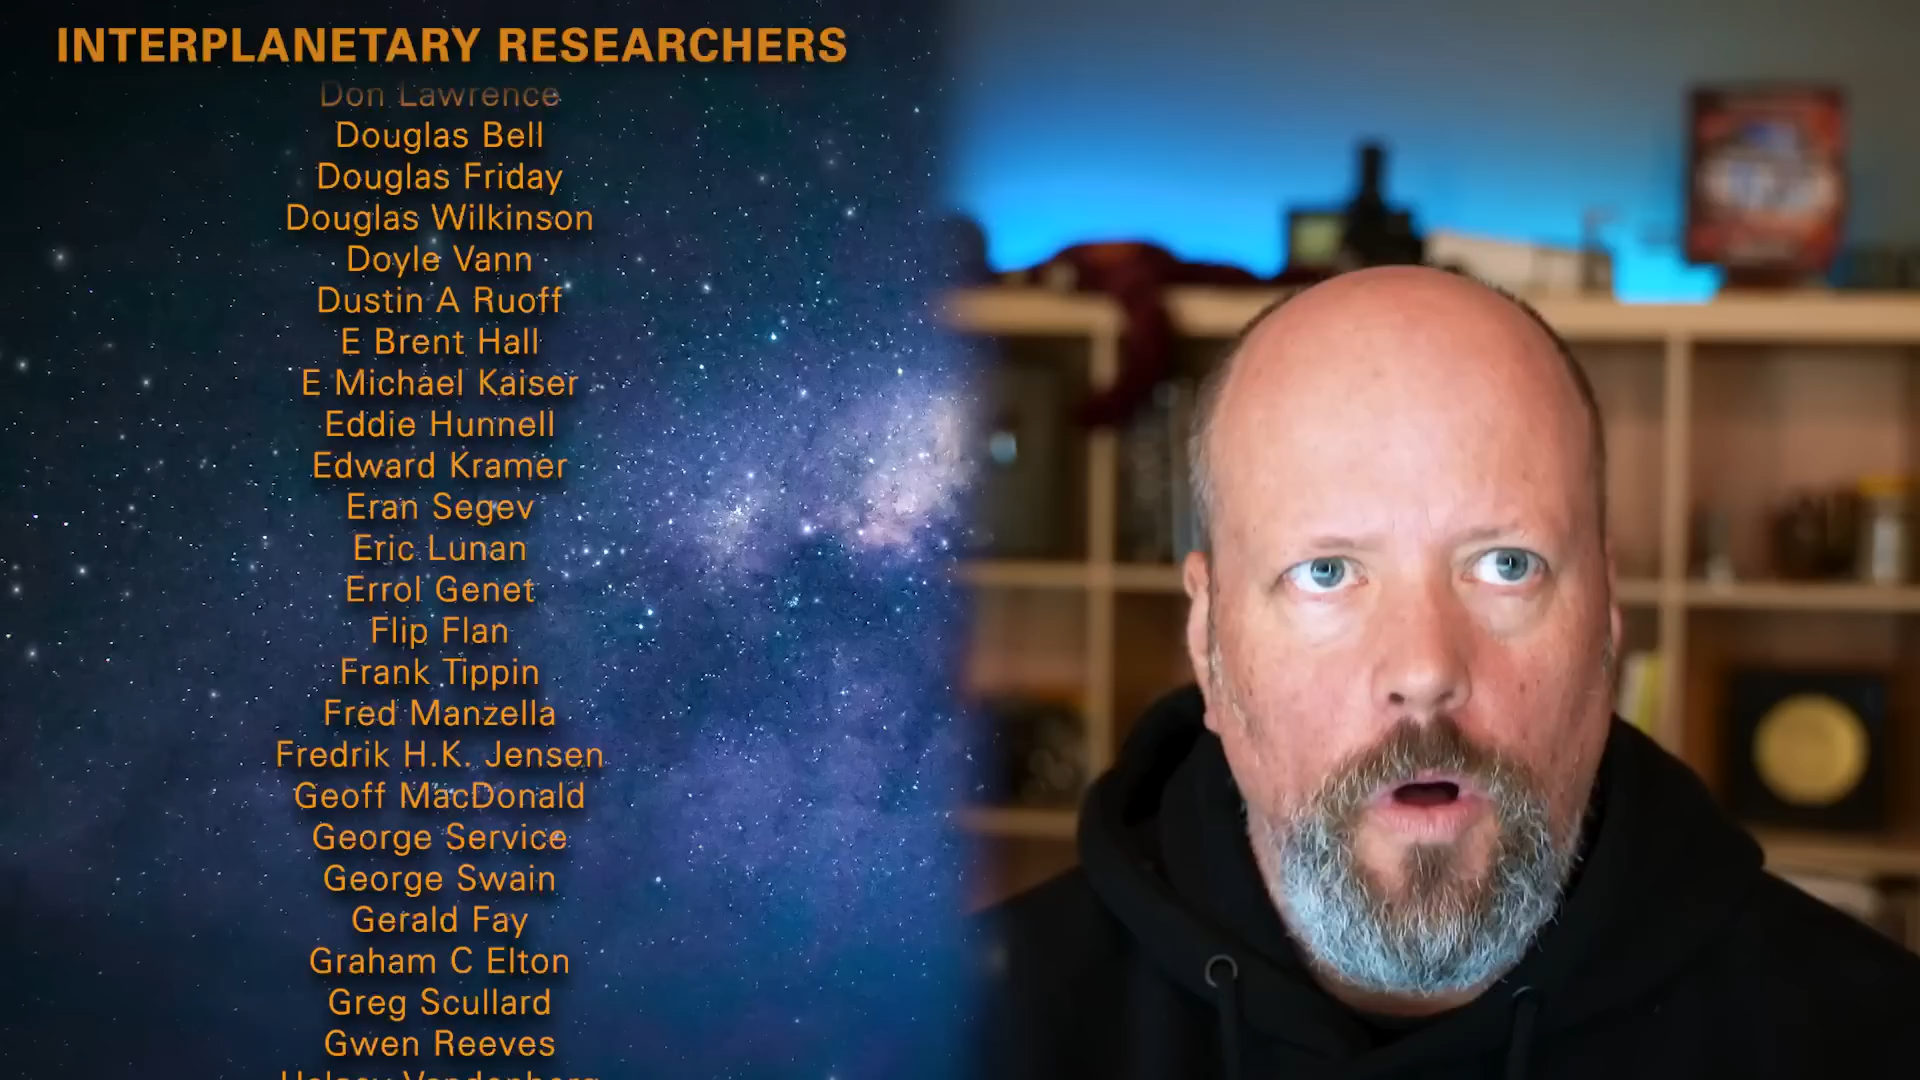 INTERPLANETARY RESEARCHERS
Don Lawrence
Douglas Bell
Douglas Friday
Douglas Wilkinson
Doyle Vann
Dustin A Ruoff
E Brent Hall
E Michael Kaiser
Eddie Hunnell
Edward Kramer
Eran Segev
Eric Lunan
Errol Genet
Flip Flan
Frank Tippin
Fred Manzella
Fredrik H.K. Jensen
Geoff MacDonald
George Service
George Swain
Gerald Fay
Graham C Elton
Greg Scullard
Gwen Reeves